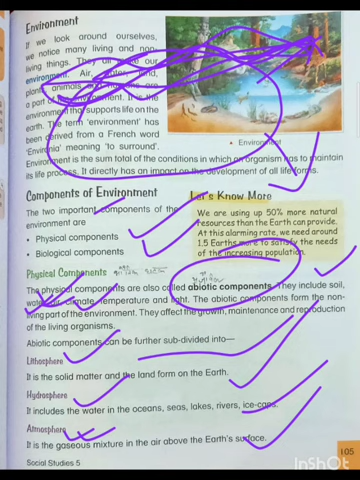 Environment
If we look around ourselves,
we notice many living and non-
living things. They all are our
environment. Air, water, land,
plants, animals and humans are
a part of the environment. It is the
environment that supports life on the
earth. The term 'environment' has
been derived from a French word
'Environia' meaning 'to surround'.
• Environment
Environment is the sum total of the conditions in which an organism has to maintain
its life process. It directly has an impact on the development of all life forms.
Components of Environment
The two important components of the
environment are
• Physical components
• Biological components
Let's Know More
We are using up 50% more natural
resources than the Earth can provide.
At this alarming rate, we need around
1.5 Earths more to satisfy the needs
of the increasing population.
Physical Components
The physical components are also called abiotic components. They include soil,
water, air, climate, temperature and light. The abiotic components form the non-
living part of the environment. They affect the growth, maintenance and reproduction
of the living organisms.
Abiotic components can be further sub-divided into—
Lithosphere
It is the solid matter and the land form on the Earth.
Hydrosphere
It includes the water in the oceans, seas, lakes, rivers, ice-caps.
Atmosphere
It is the gaseous mixture in the air above the Earth's surface.
Social Studies 5
105
InShOt